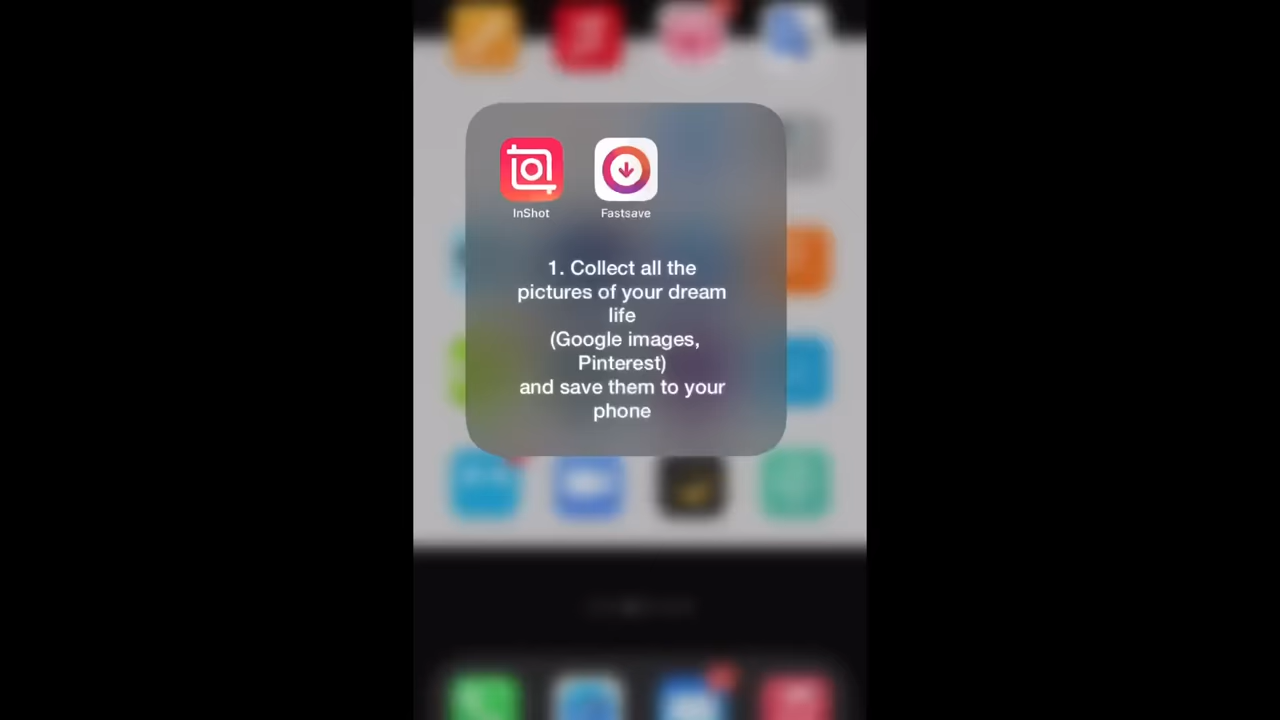 InShot
Fastsave
1. Collect all the
pictures of your dream
life
(Google images,
Pinterest)
and save them to your
phone